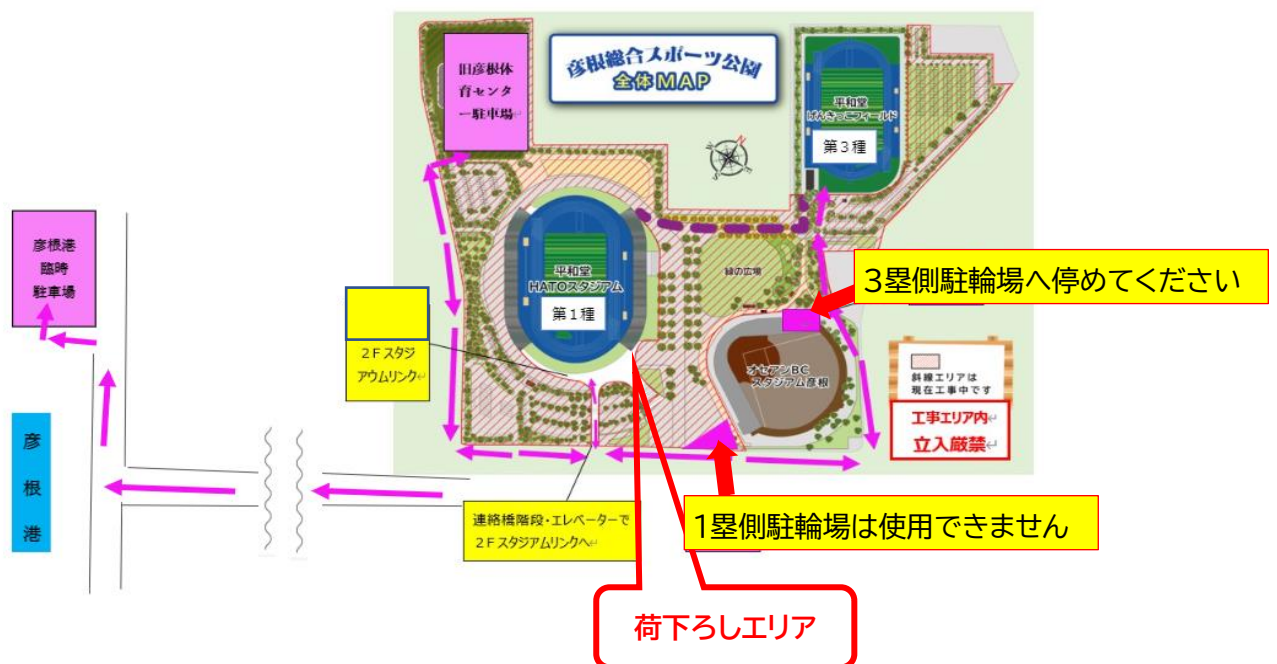 彦根総合スポーツ公園
全体MAP
旧彦根体
育センタ
ー駐車場
平和堂
げんきっこフィールド
第3種
N
S
彦根港
臨時
駐車場
平和堂
HATOスタジアム
第1種
緑の広場
3塁側駐輪場へ停めてください
2Fスタジ
アウムリンク
オセアンBC
スタジアム彦根
斜線エリアは
現在工事中です
工事エリア内
立入厳禁
彦根港
連絡橋階段・エレベーターで
2Fスタジアムリンクへ
1塁側駐輪場は使用できません
荷下ろしエリア